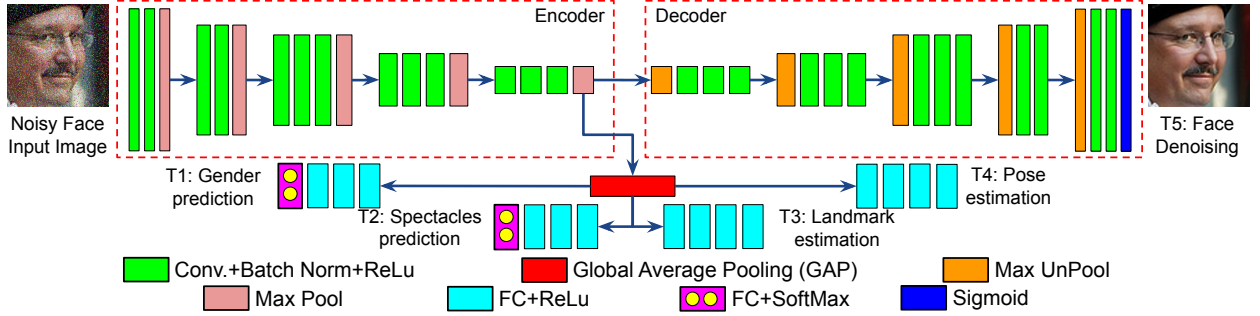 Encoder
Decoder
Noisy Face
Input Image
T5: Face
Denoising
T1: Gender
prediction
T2: Spectacles
prediction
T3: Landmark
estimation
T4: Pose
estimation
Conv.+Batch Norm+ReLu
Global Average Pooling (GAP)
Max UnPool
Max Pool
FC+ReLu
FC+SoftMax
Sigmoid